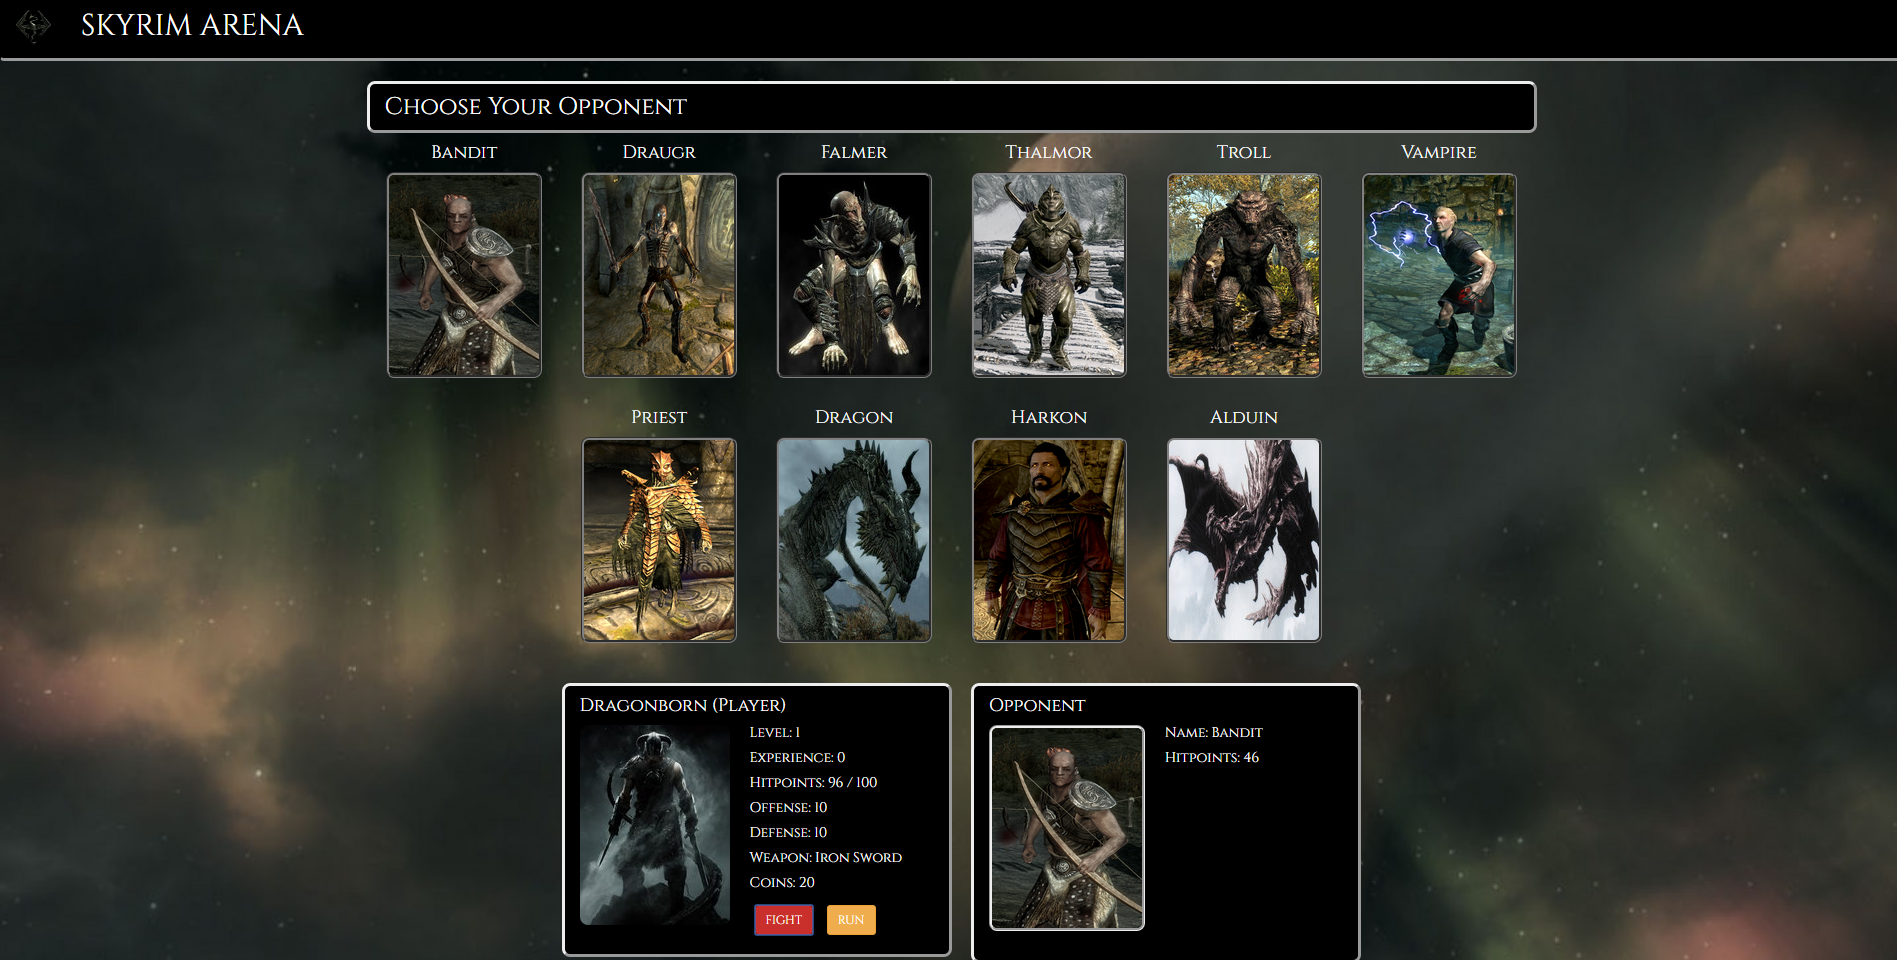 Skyrim Arena
Choose Your Opponent
Bandit
Draugr
Falmer
Thalmor
Troll
Vampire
Priest
Dragon
Harkon
Alduin
Dragonborn (Player)
Level: 1
Experience: 0
Hitpoints: 96 / 100
Offense: 10
Defense: 10
Weapon: Iron Sword
Coins: 20
FIGHT
RUN
Opponent
Name: Bandit
Hitpoints: 46